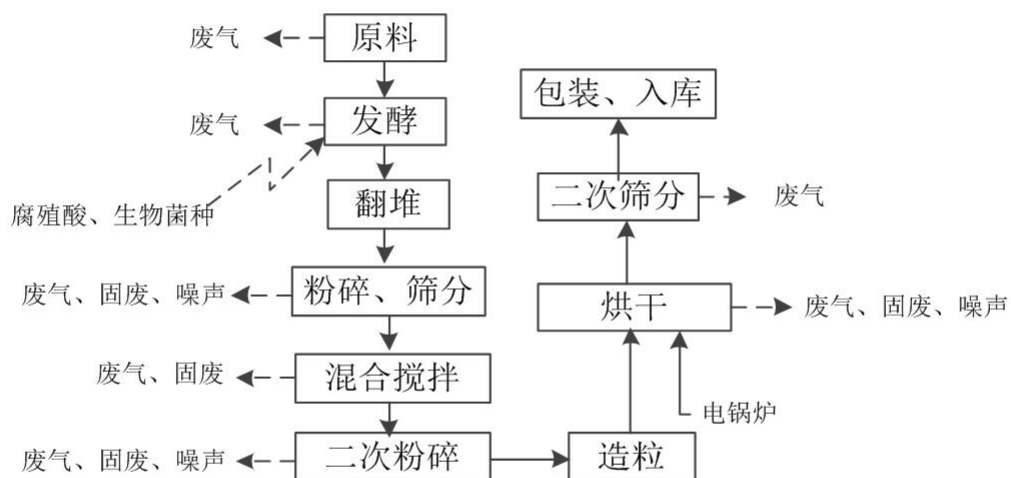 废气
原料
废气
发酵
腐殖酸、生物菌种
翻堆
废气、固废、噪声
粉碎、筛分
废气、固废
混合搅拌
废气、固废、噪声
二次粉碎
造粒
电锅炉
烘干
废气、固废、噪声
二次筛分
废气
包装、入库